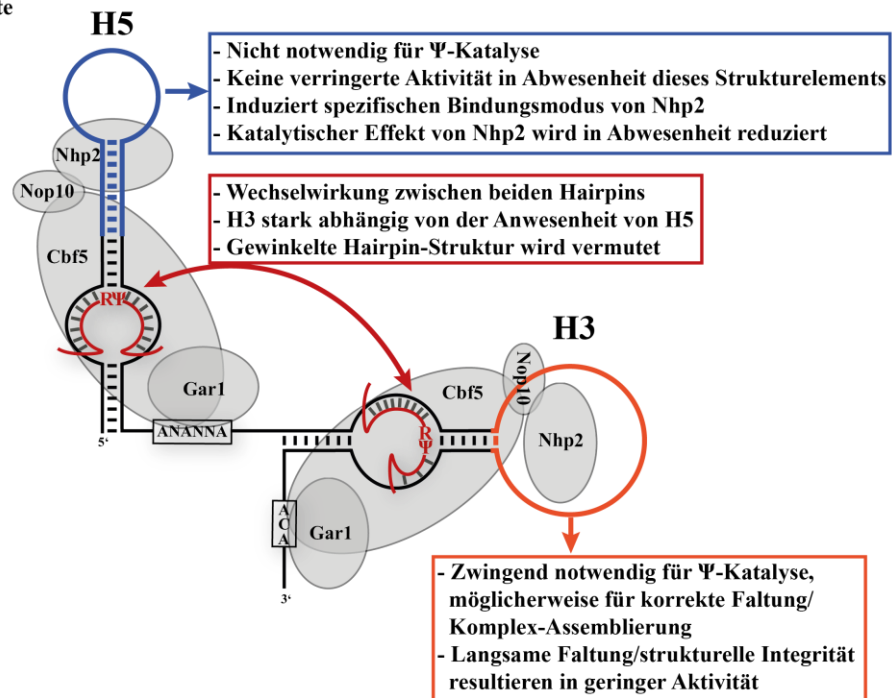 te
H5
- Nicht notwendig für Ψ-Katalyse
- Keine verringerte Aktivität in Abwesenheit dieses Strukturelements
- Induziert spezifischen Bindungsmodus von Nhp2
- Katalytischer Effekt von Nhp2 wird in Abwesenheit reduziert
Nhp2
Nop10
- Wechselwirkung zwischen beiden Hairpins
- H3 stark abhängig von der Anwesenheit von H5
- Gewinkelte Hairpin-Struktur wird vermutet
Cbf5
RΨ
H3
Gar1
Nop10
Cbf5
R
Ψ
Nhp2
5‘
ANANNA
A
C
A
Gar1
3‘
- Zwingend notwendig für Ψ-Katalyse,
möglicherweise für korrekte Faltung/
Komplex-Assemblierung
- Langsame Faltung/strukturelle Integrität
resultieren in geringer Aktivität